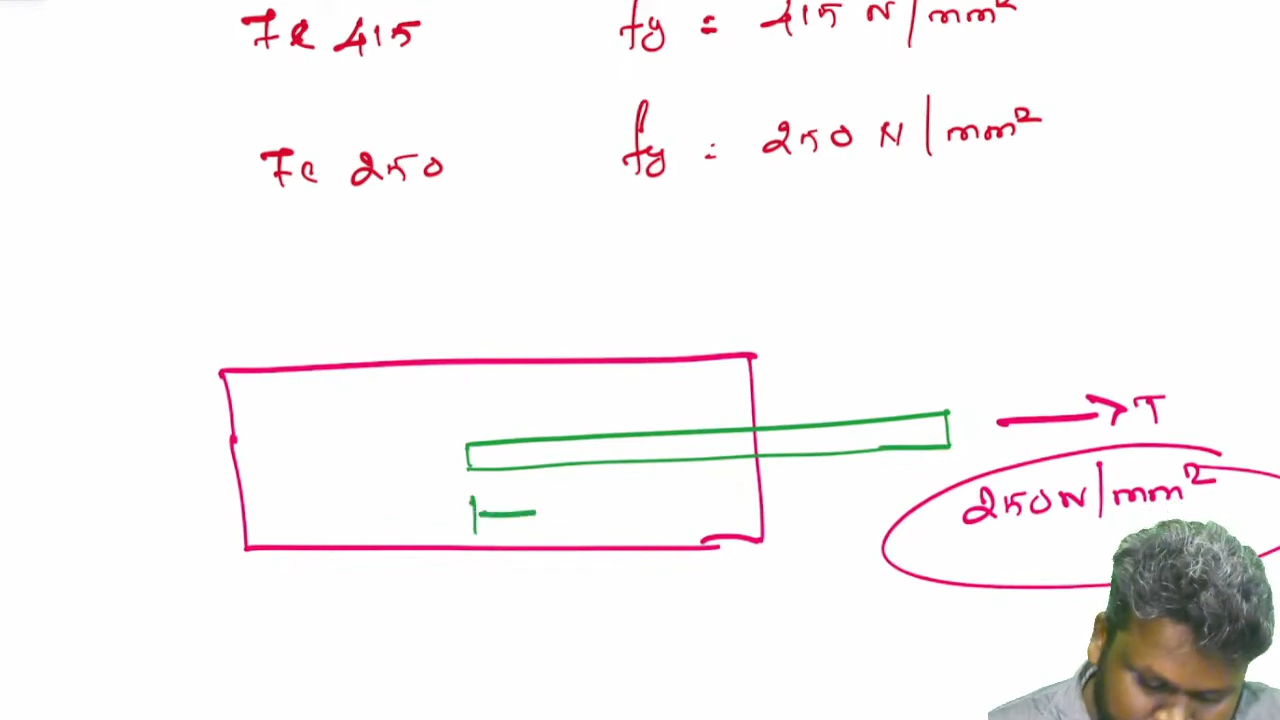 Fe 415 fy = 415 N/mm²
Fe 250 fy = 250 N/mm²
T
250 N/mm²